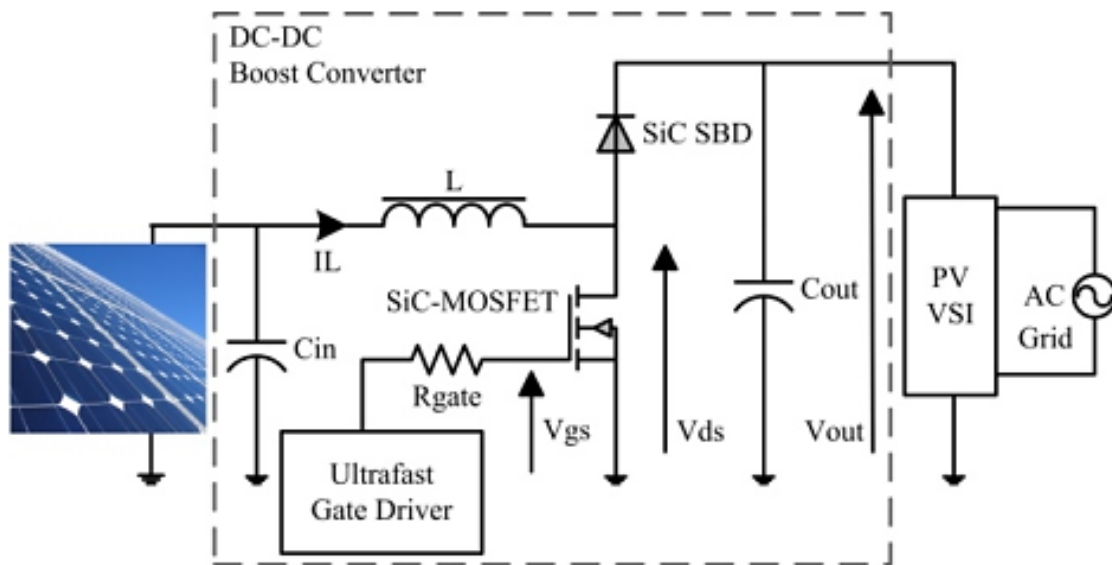 DC-DC
Boost Converter
SiC SBD
L
IL
SiC-MOSFET
Cin
Rgate
Vgs
Vds
Cout
Vout
PV
VSI
AC
Grid
Ultrafast
Gate Driver